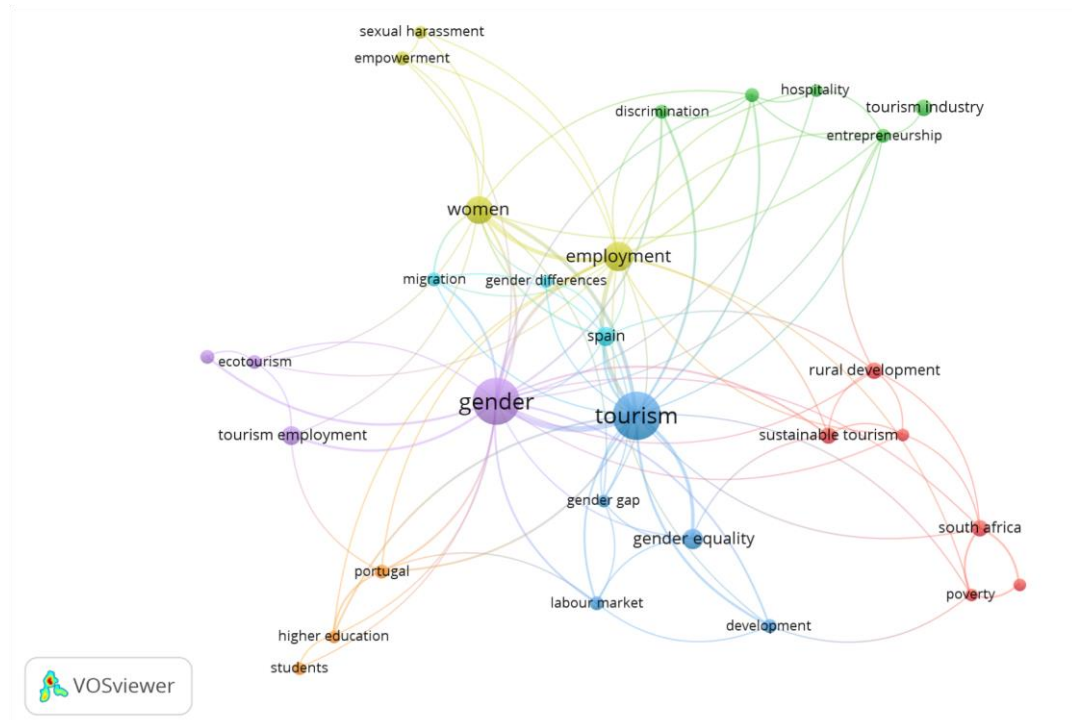 sexual harassment
empowerment
hospitality
discrimination
tourism industry
entrepreneurship
women
employment
migration
gender differences
spain
ecotourism
rural development
gender
tourism
tourism employment
sustainable tourism
gender gap
south africa
gender equality
portugal
poverty
labour market
development
higher education
students
VOSviewer